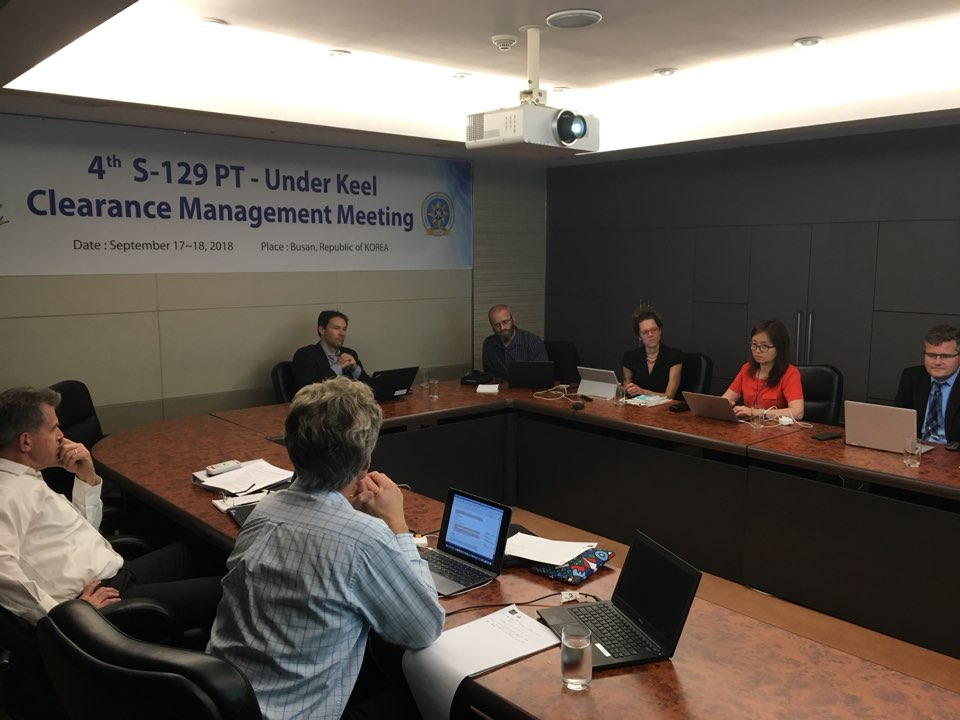 4th S-129 PT - Under Keel
Clearance Management Meeting
Date : September 17~18, 2018 Place : Busan, Republic of KOREA